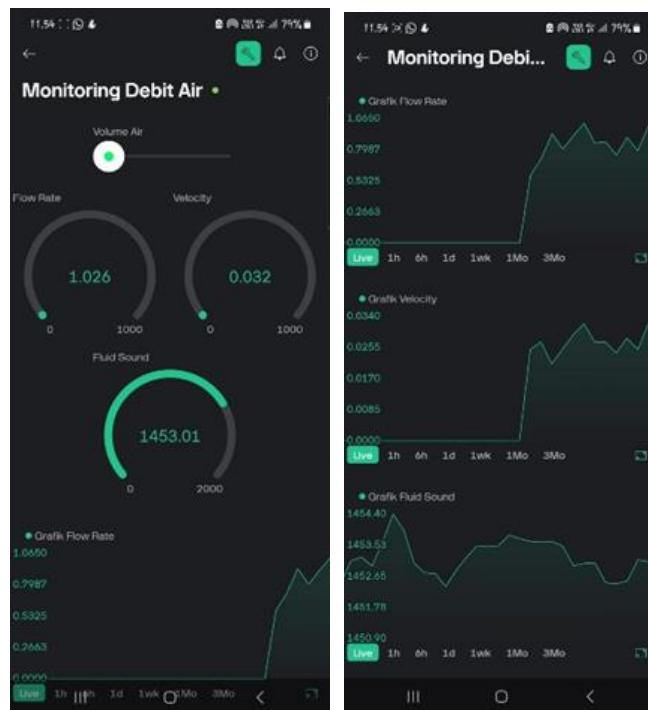 11.54
79%
Monitoring Debit Air
Volume Air
Flow Rate
Velocity
1.026
0.032
0
1000
0
1000
Fluid Sound
1453.01
0
2000
Grafik Flow Rate
1.0650
0.7987
0.5325
0.2663
0.0000
Live 1h 6h 1d 1wk 1Mo 3Mo
11.54
79%
Monitoring Debi...
Grafik Flow Rate
1.0650
0.7987
0.5325
0.2663
0.0000
Live 1h 6h 1d 1wk 1Mo 3Mo
Grafik Velocity
0.0340
0.0255
0.0170
0.0085
0.0000
Live 1h 6h 1d 1wk 1Mo 3Mo
Grafik Fluid Sound
1454.40
1453.53
1452.65
1451.78
1450.90
Live 1h 6h 1d 1wk 1Mo 3Mo